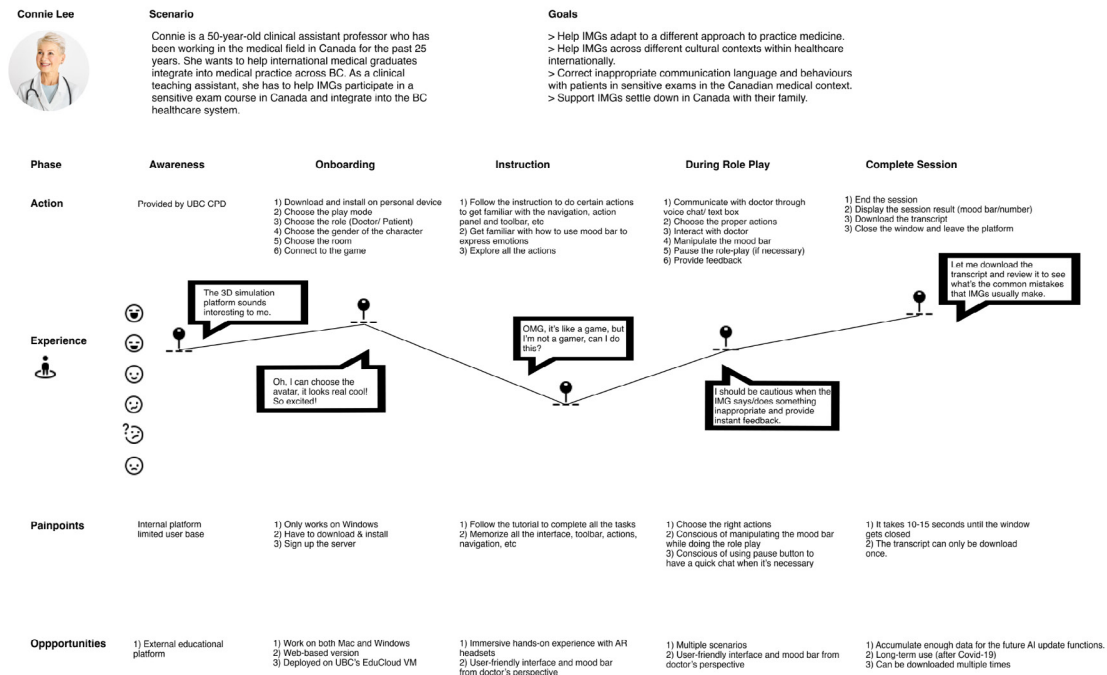 Connie Lee
Scenario
Connie is a 50-year-old clinical assistant professor who has
been working in the medical field in Canada for the past 25
years. She wants to help international medical graduates
integrate into medical practice across BC. As a clinical
teaching assistant, she has to help IMGs participate in a
sensitive exam course in Canada and integrate into the BC
healthcare system.
Goals
> Help IMGs adapt to a different approach to practice medicine.
> Help IMGs across different cultural contexts within healthcare
internationally.
> Correct inappropriate communication language and behaviours
with patients in sensitive exams in the Canadian medical context.
> Support IMGs settle down in Canada with their family.
Phase
Awareness
Onboarding
Instruction
During Role Play
Complete Session
Action
Provided by UBC CPD
1) Download and install on personal device
2) Choose the play mode
3) Choose the role (Doctor/ Patient)
4) Choose the gender of the character
5) Choose the room
6) Connect to the game
1) Follow the instruction to do certain actions
to get familiar with the navigation, action
panel and toolbar, etc
2) Get familiar with how to use mood bar to
express emotions
3) Explore all the actions
1) Communicate with doctor through
voice chat/ text box
2) Choose the proper actions
3) Interact with doctor
4) Manipulate the mood bar
5) Pause the role-play (if necessary)
6) Provide feedback
1) End the session
2) Display the session result (mood bar/number)
3) Download the transcript
3) Close the window and leave the platform
Experience
The 3D simulation
platform sounds
interesting to me.
Oh, I can choose the
avatar, it looks real cool!
So excited!
OMG, it's like a game, but
I'm not a gamer, can I do
this?
I should be cautious when the
IMG says/does something
inappropriate and provide
instant feedback.
Let me download the
transcript and review it to see
what's the common mistakes
that IMGs usually make.
?
Painpoints
Internal platform
limited user base
1) Only works on Windows
2) Have to download & install
3) Sign up the server
1) Follow the tutorial to complete all the tasks
2) Memorize all the interface, toolbar, actions,
navigation, etc
1) Choose the right actions
2) Conscious of manipulating the mood bar
while doing the role play
3) Conscious of using pause button to
have a quick chat when it's necessary
1) It takes 10-15 seconds until the window
gets closed
2) The transcript can only be download
once.
Oppportunities
1) External educational
platform
1) Work on both Mac and Windows
2) Web-based version
3) Deployed on UBC's EduCloud VM
1) Immersive hands-on experience with AR
headsets
2) User-friendly interface and mood bar
from doctor's perspective
1) Multiple scenarios
2) User-friendly interface and mood bar from
doctor's perspective
1) Accumulate enough data for the future AI update functions.
2) Long-term use (after Covid-19)
3) Can be downloaded multiple times